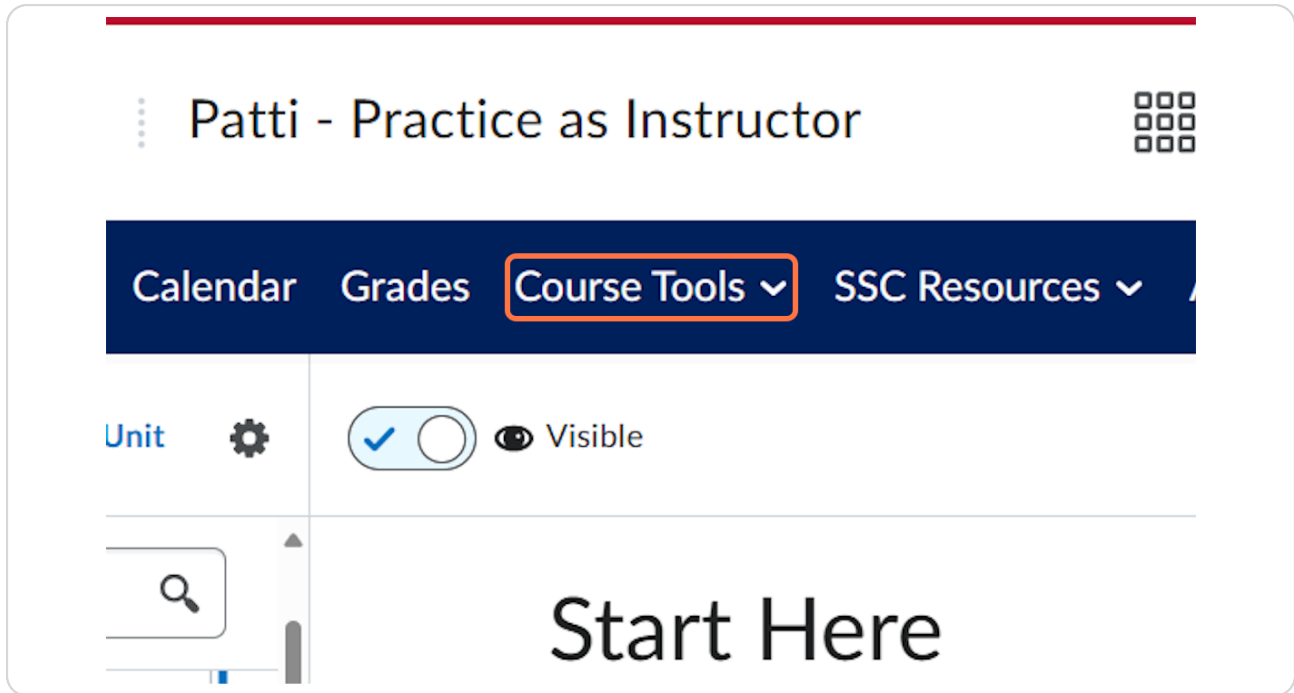 Patti - Practice as Instructor
Calendar Grades Course Tools SSC Resources
Unit Visible
Start Here